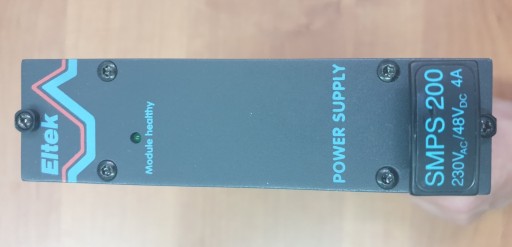 Eltek
Module healthy
POWER SUPPLY
SMPS 200
230VAC/48VDC 4A